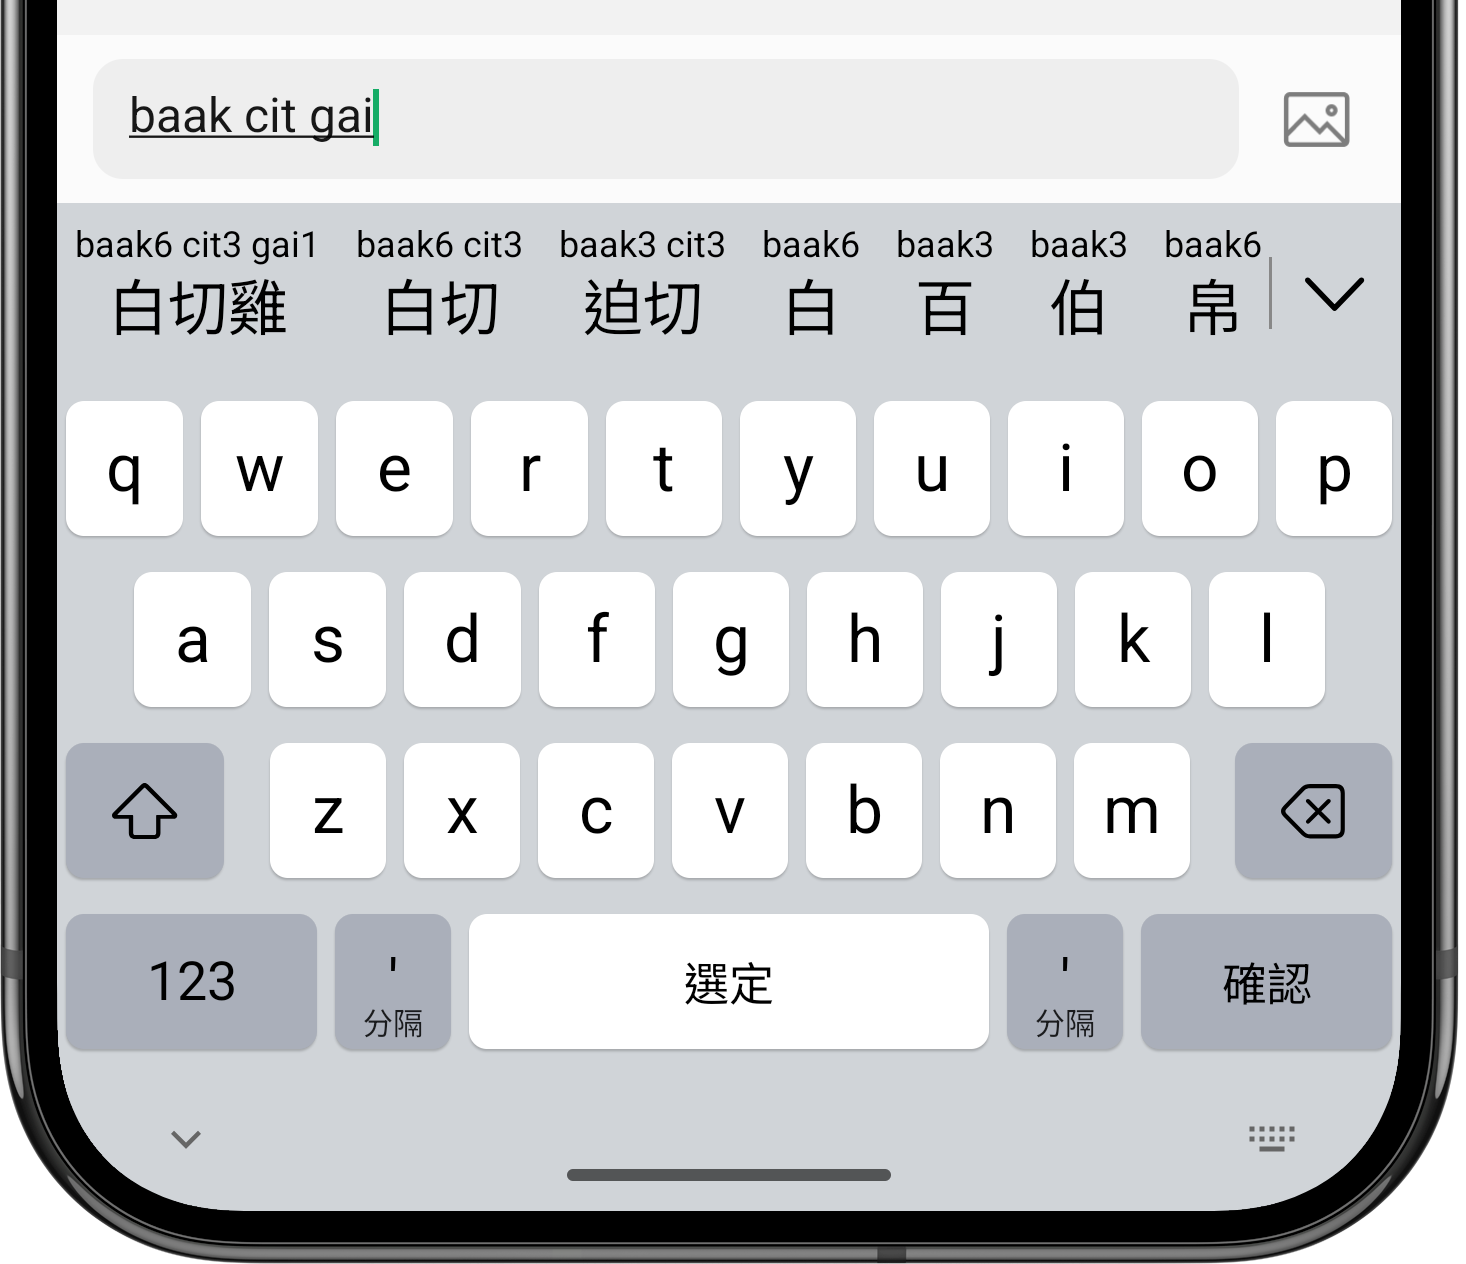 baak cit gai
baak6 cit3 gai1 baak6 cit3 baak3 cit3 baak6 baak3 baak3 baak6
白切雞 白切 迫切 白 百 伯 帛
q w e r t y u i o p
a s d f g h j k l
z x c v b n m
123 ' 分隔 選定 ' 分隔 確認